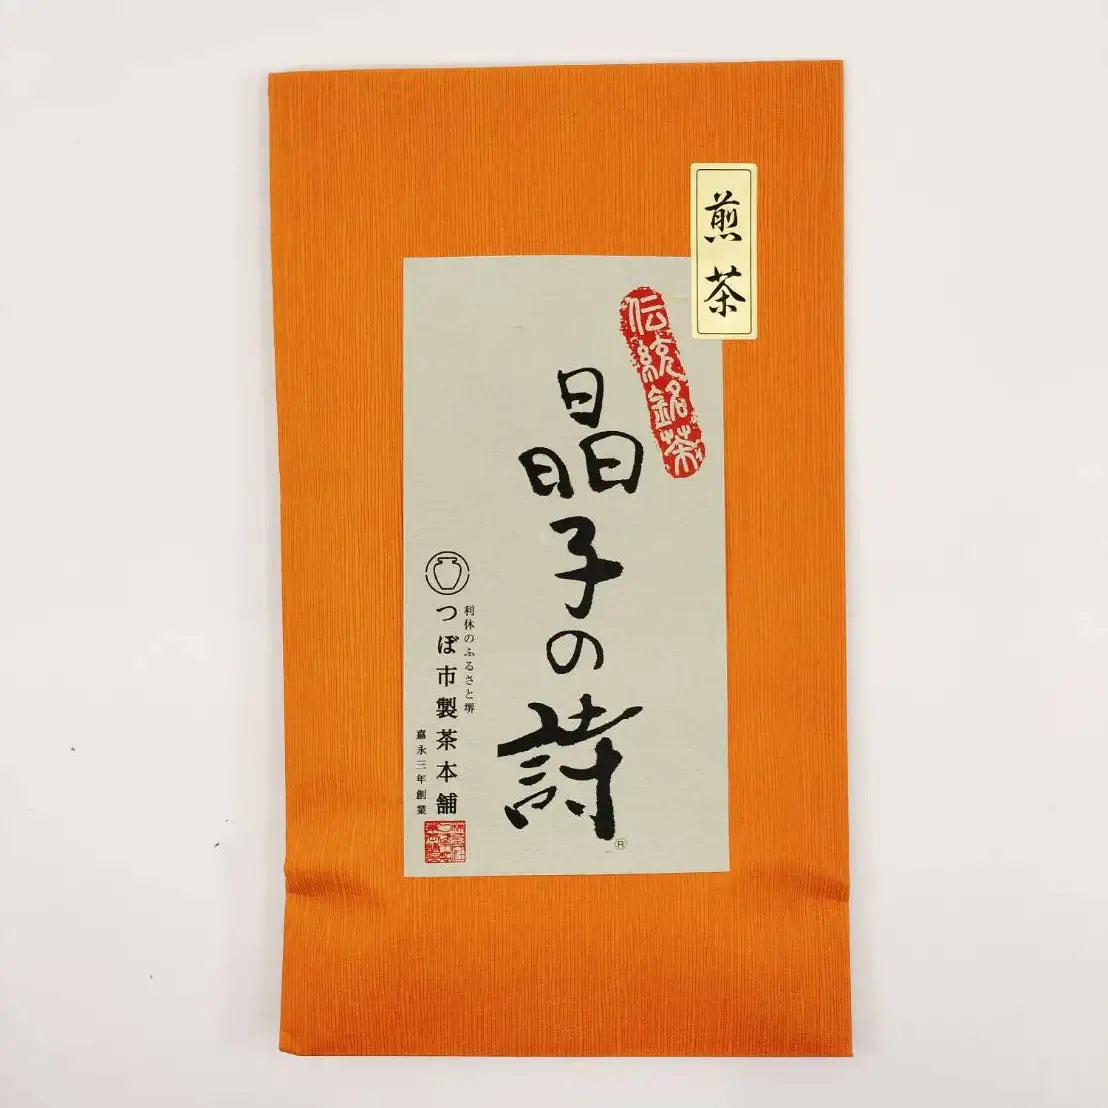 煎茶
伝統銘茶
晶子の詩
®
利休のふるさと堺
つぼ市製茶本舗
嘉永三年創業